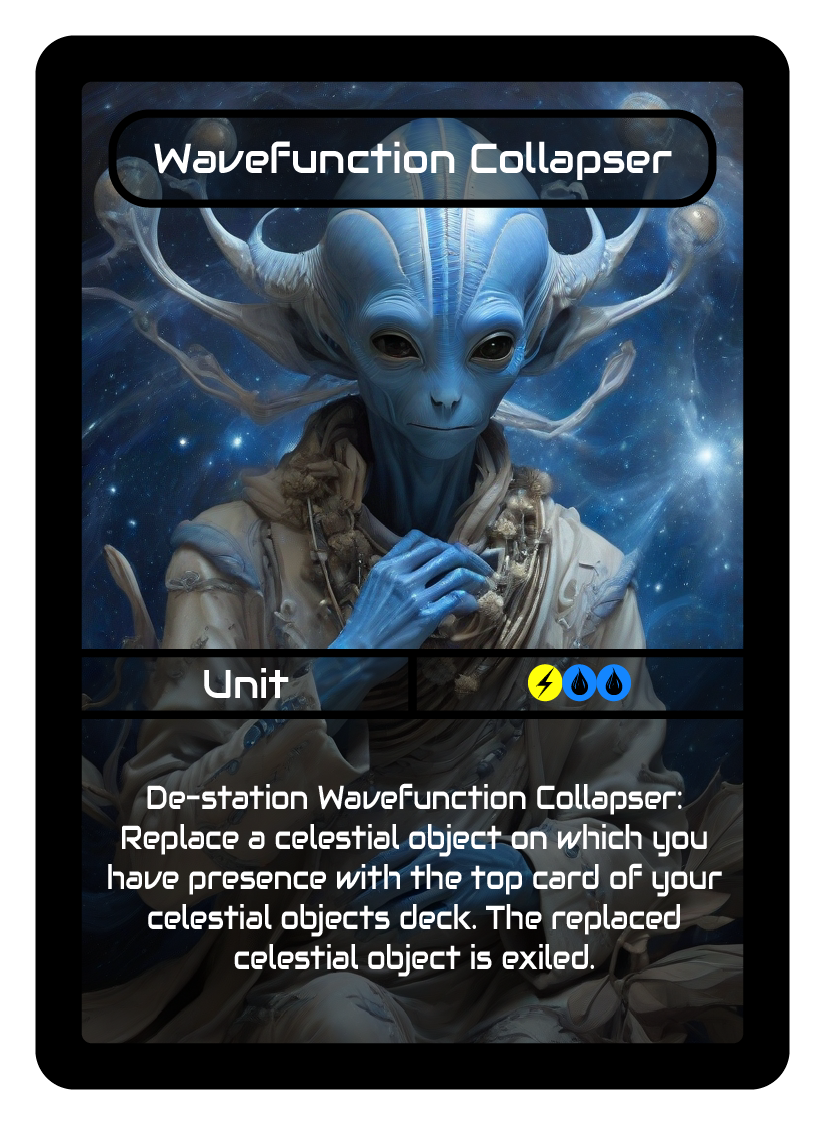 Wavefunction Collapser
Unit
De-station Wavefunction Collapser:
Replace a celestial object on which you
have presence with the top card of your
celestial objects deck. The replaced
celestial object is exiled.